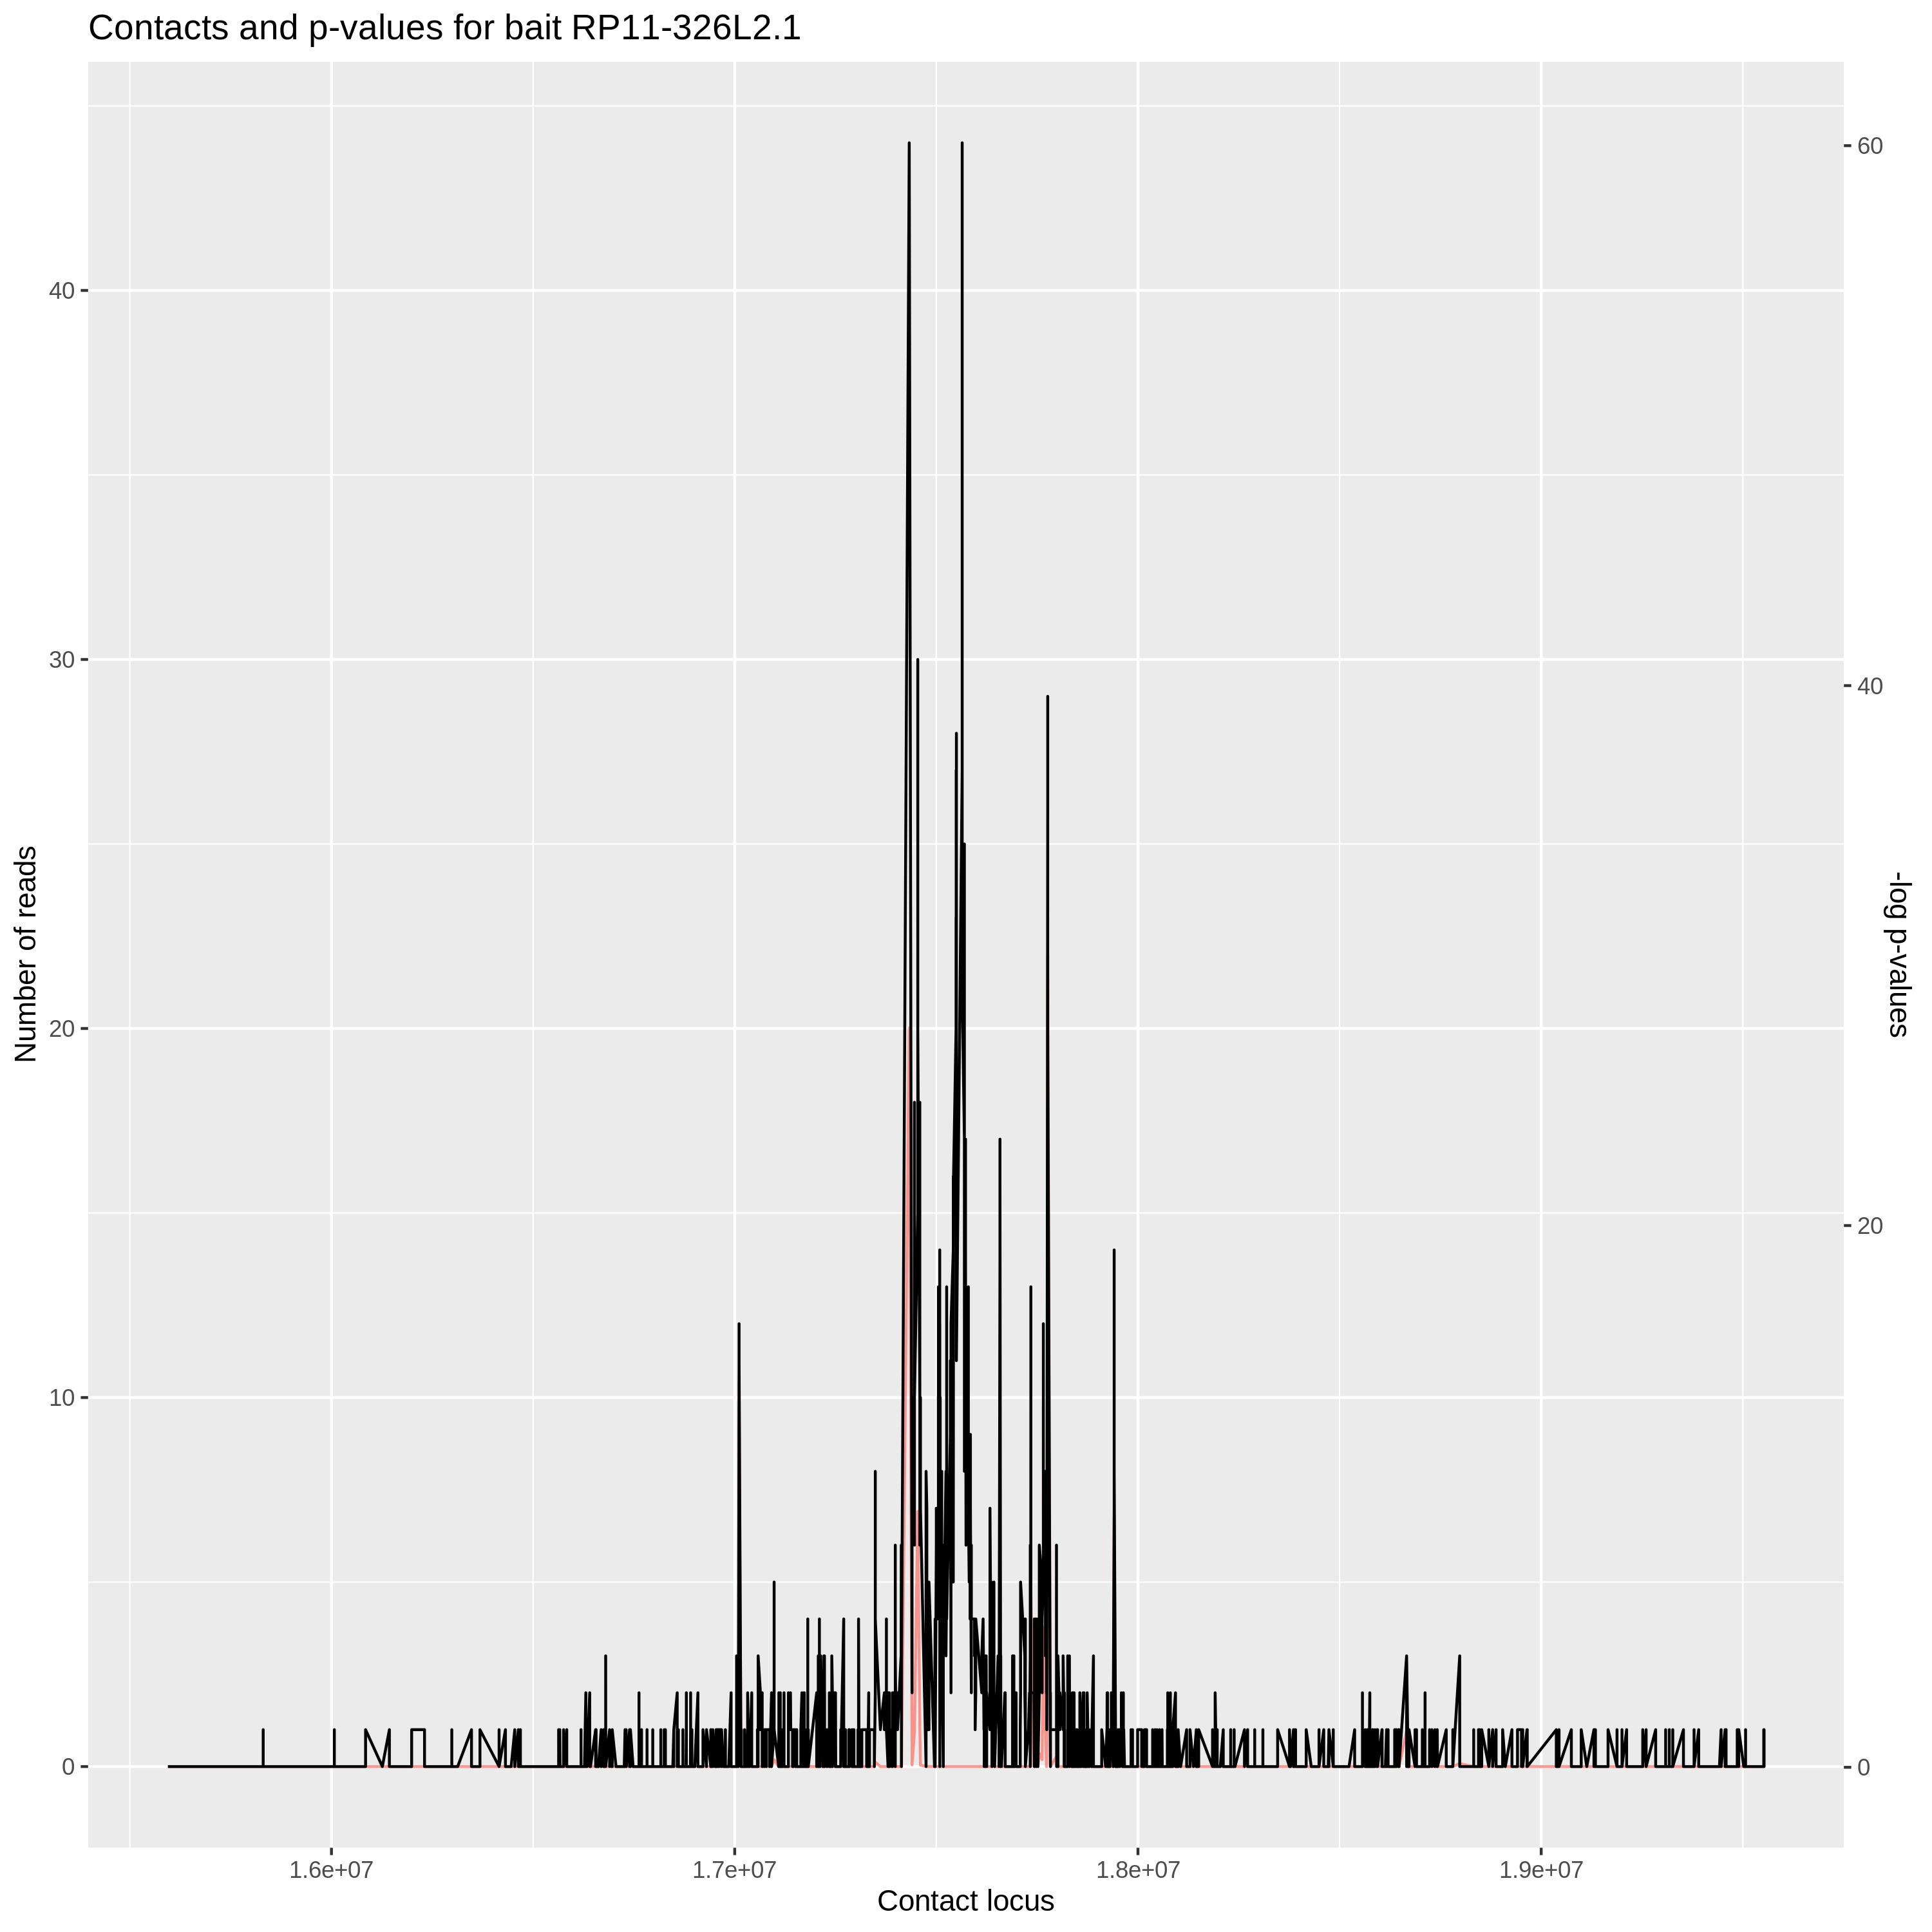 Contacts and p-values for bait RP11-326L2.1
Number of reads
40
30
20
10
0
60
40
20
0
-log p-values
1.6e+07 1.7e+07 1.8e+07 1.9e+07
Contact locus